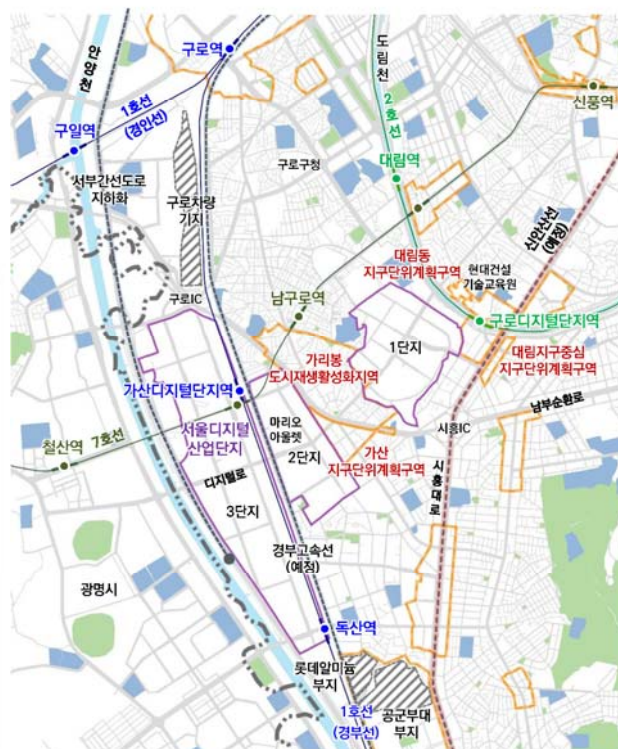 안양천
구로역
도림천
2호선
1호선
(경인선)
신풍역
구일역
구로구청
대림역
서부간선도로
지하화
구로차량
기지
신안산선
(예정)
대림동
지구단위계획구역
현대건설
기술교육원
구로IC
남구로역
구로디지털단지역
1단지
가리봉
도시재생활성화지역
대림지구중심
지구단위계획구역
가산디지털단지역
남부순환로
마리오
아울렛
서울디지털
산업단지
시흥IC
7호선
철산역
2단지
가산
지구단위계획구역
디지털로
시흥대로
3단지
경부고속선
(예정)
광명시
독산역
롯데알미늄
부지
1호선
(경부선)
공군부대
부지